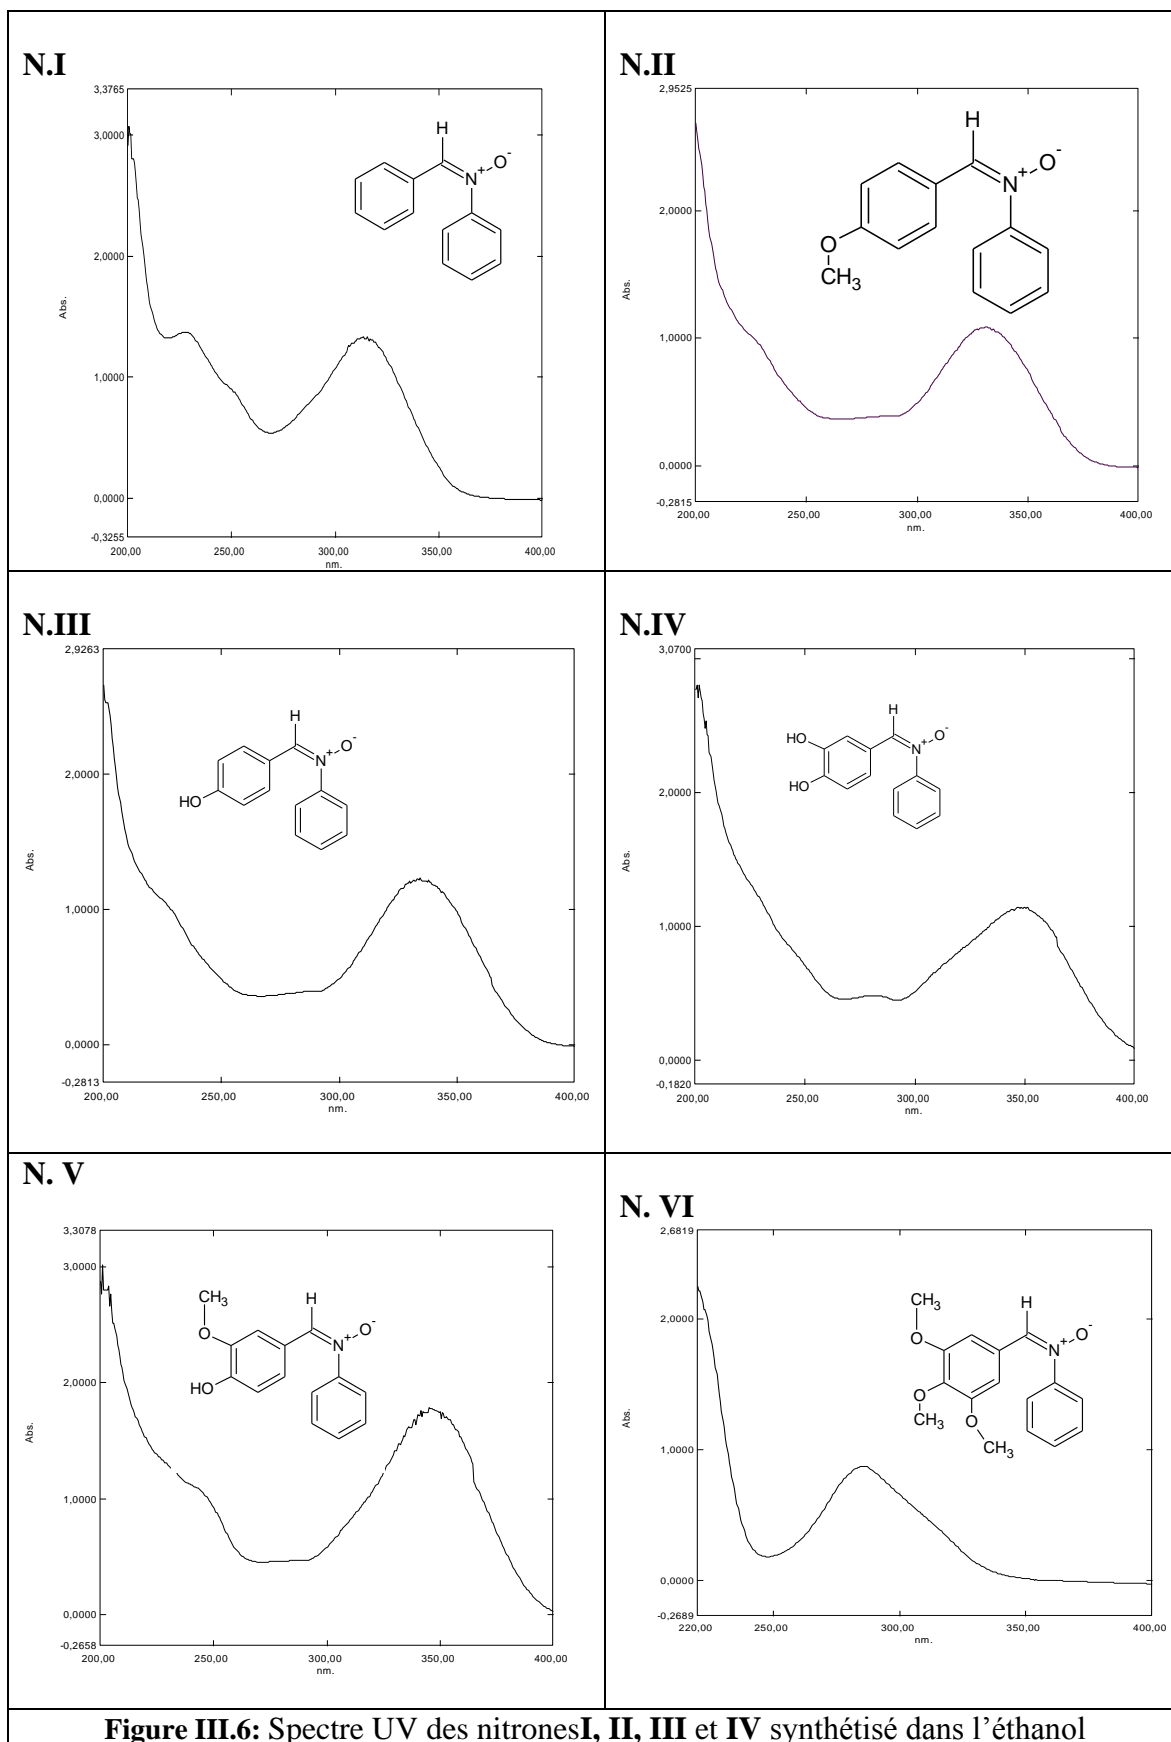 N.I
3,3765
3,0000
2,0000
1,0000
0,0000
-0,3255
Abs.
200,00 250,00 300,00 350,00 400,00
nm.
H
N + O -
N.II
2,9525
2,0000
1,0000
0,0000
-0,2815
Abs.
200,00 300,00 350,00 400,00
nm.
H
N + O -
O
CH3
N.III
2,9263
2,0000
1,0000
0,0000
-0,2813
Abs.
200,00 250,00 300,00 350,00 400,00
nm.
H
N + O -
HO
N.IV
3,0700
2,0000
1,0000
0,0000
-0,1820
Abs.
200,00 250,00 300,00 350,00 400,00
nm.
H
HO
N + O -
HO
N. V
3,3078
3,0000
2,0000
1,0000
0,0000
-0,2658
Abs.
200,00 250,00 300,00 350,00 400,00
nm.
CH3
H
O
N + O -
HO
N. VI
2,6819
2,0000
1,0000
0,0000
-0,2689
Abs.
220,00 250,00 300,00 350,00 400,00
nm.
CH3
H
O
N + O -
O
CH3
O
CH3
Figure III.6: Spectre UV des nitronesI, II, III et IV synthétisé dans l’éthanol